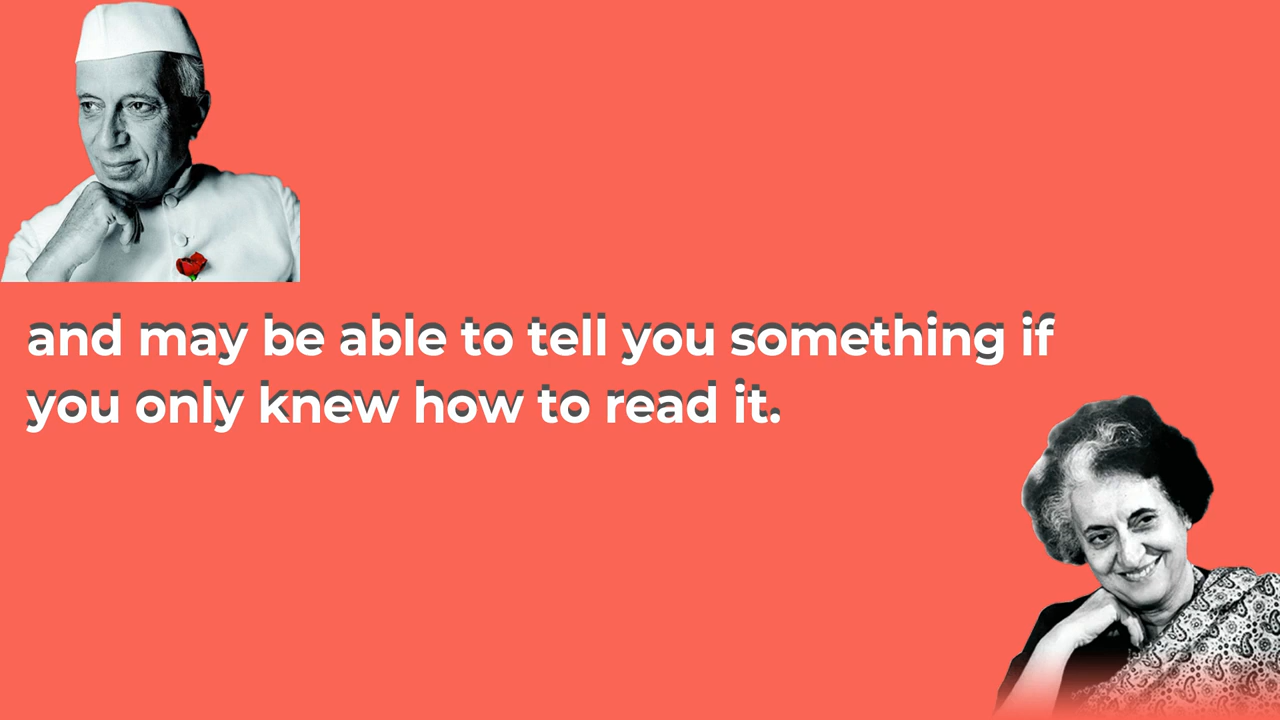 and may be able to tell you something if
you only knew how to read it.